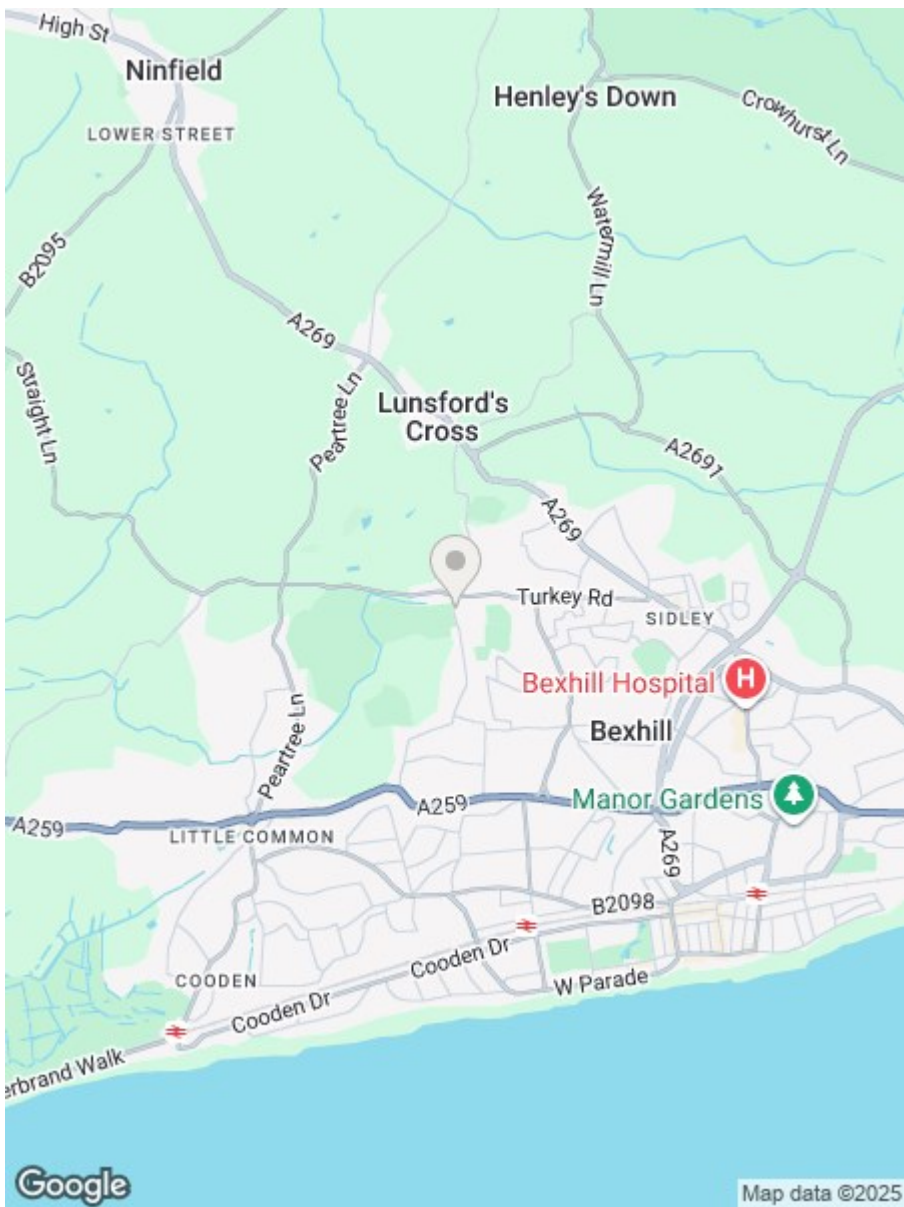 High St
Ninfield
LOWER STREET
Henley's Down
Crowhurst Ln
B2095
Watermill Ln
A269
Straight Ln
Peartree Ln
Lunsford's
Cross
A2691
A269
Turkey Rd
SIDLEY
Bexhill Hospital
H
Peartree Ln
Bexhill
A259
Manor Gardens
A259
LITTLE COMMON
A269
B2098
Cooden Dr
COODEN
W Parade
Cooden Dr
erbrand Walk
Google
Map data ©2025